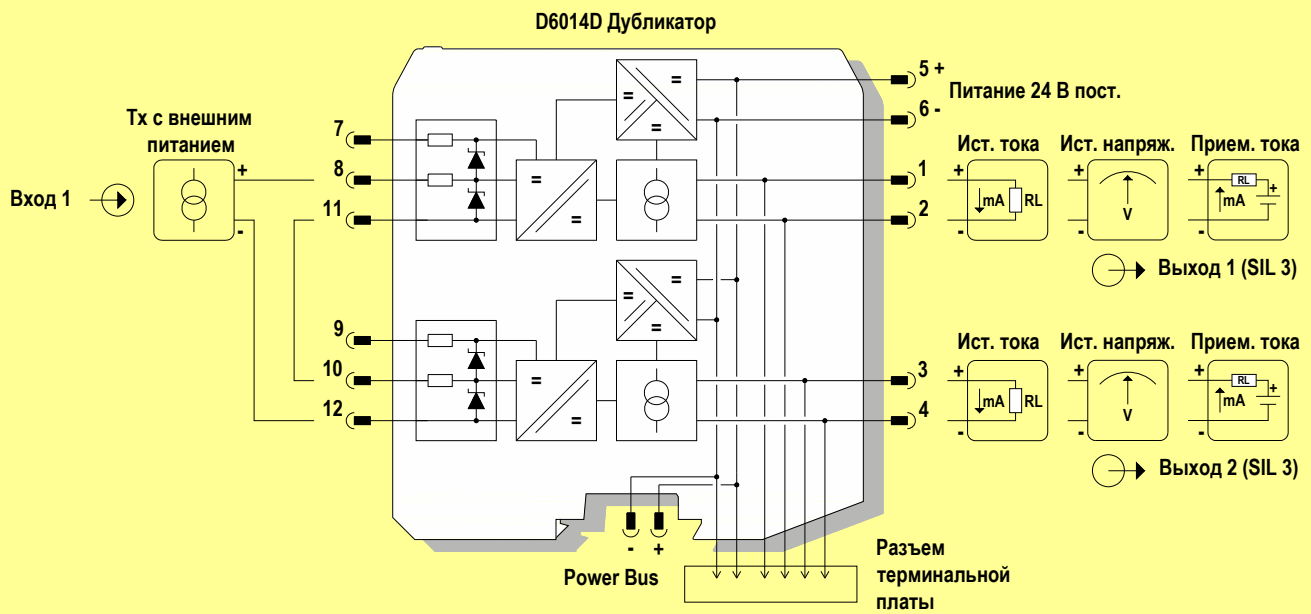 D6014D Дубликатор
5 +
Питание 24 В пост.
6 -
Tx с внешним
питанием
Вход 1
+
-
7
8
11
=
=
=
=
=
1
2
Ист. тока
+
mA
RL
-
Ист. напряж.
+
V
-
Прием. тока
+
RL
+
mA
-
Выход 1 (SIL 3)
9
10
12
=
=
=
=
=
3
4
Ист. тока
+
mA
RL
-
Ист. напряж.
+
V
-
Прием. тока
+
RL
+
mA
-
Выход 2 (SIL 3)
- +
Power Bus
Разъем
терминальной
платы